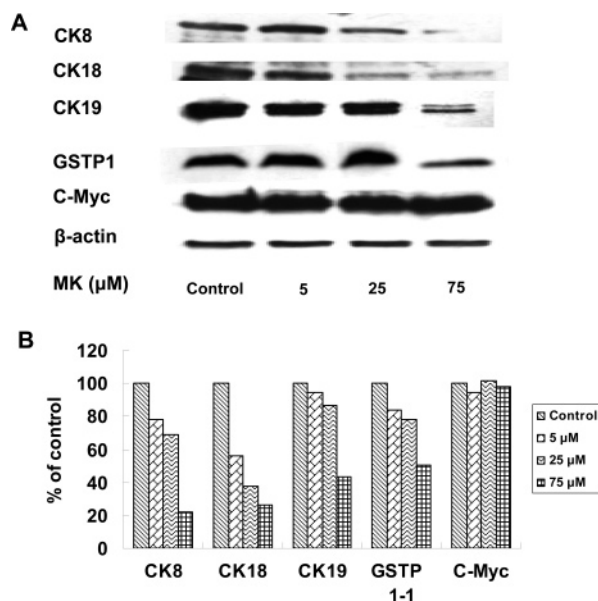 A
CK8
CK18
CK19
GSTP1
C-Myc
β-actin
MK (µM) Control 5 25 75
B
120
100
80
60
40
20
0
% of control
CK8 CK18 CK19 GSTP C-Myc
1-1
Control
5 µM
25 µM
75 µM